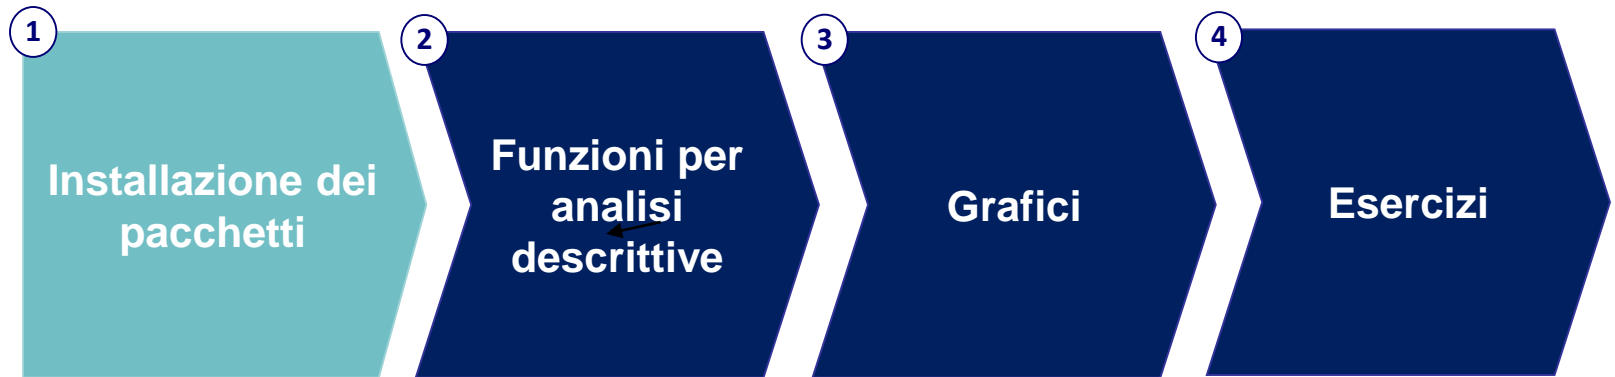 1
Installazione dei
pacchetti
2
Funzioni per
analisi
descrittive
3
Grafici
4
Esercizi